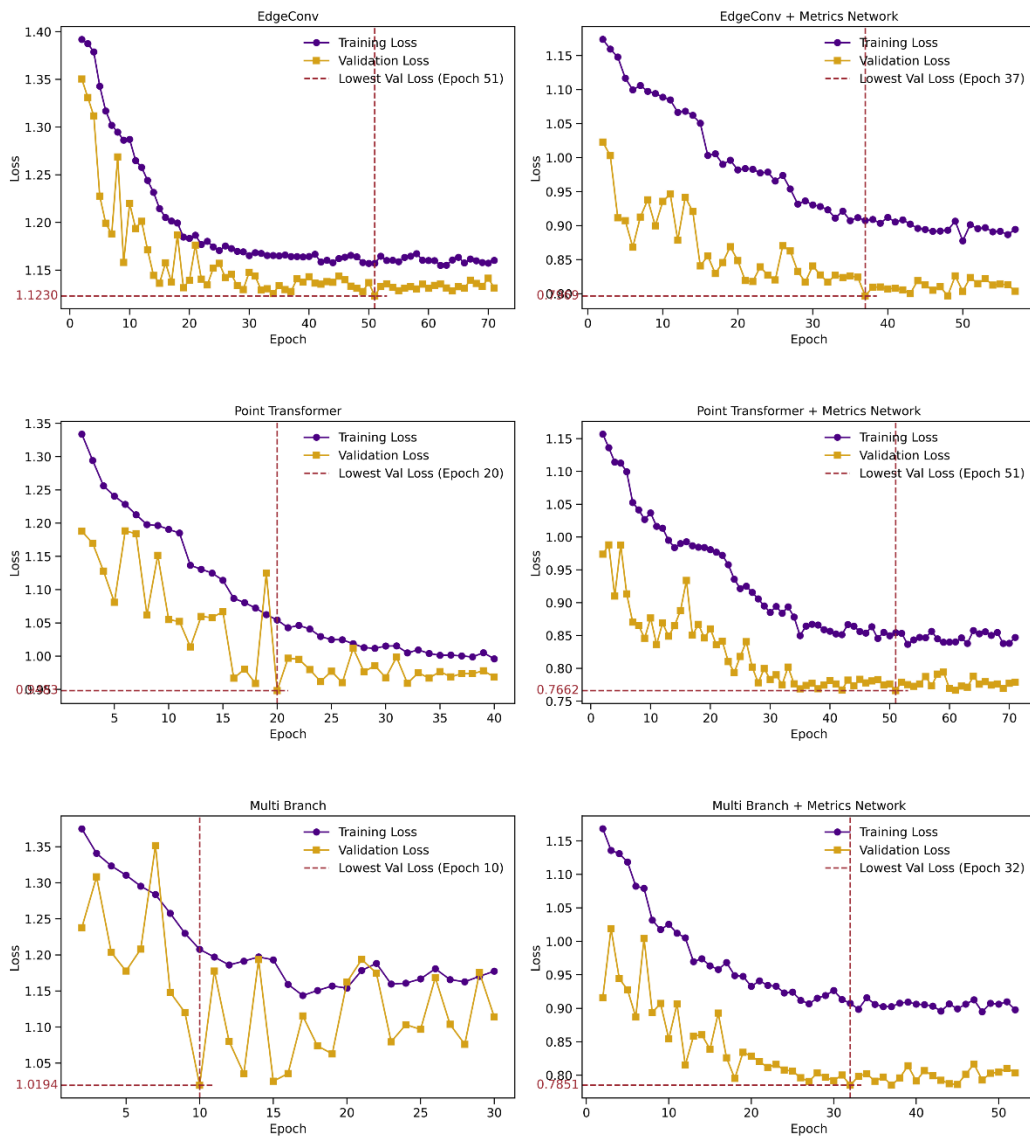 EdgeConv
Training Loss
Validation Loss
Lowest Val Loss (Epoch 51)
Loss
1.40
1.35
1.30
1.25
1.20
1.15
1.1230
0 10 20 30 40 50 60 70
Epoch
EdgeConv + Metrics Network
Training Loss
Validation Loss
Lowest Val Loss (Epoch 37)
Loss
1.15
1.10
1.05
1.00
0.95
0.90
0.85
0 10 20 30 40 50
Epoch
Point Transformer
Training Loss
Validation Loss
Lowest Val Loss (Epoch 20)
Loss
1.35
1.30
1.25
1.20
1.15
1.10
1.05
1.00
0.95
5 10 15 20 25 30 35 40
Epoch
Point Transformer + Metrics Network
Training Loss
Validation Loss
Lowest Val Loss (Epoch 51)
Loss
1.15
1.10
1.05
1.00
0.95
0.90
0.85
0.80
0.7662
0.75
0 10 20 30 40 50 60 70
Epoch
Multi Branch
Training Loss
Validation Loss
Lowest Val Loss (Epoch 10)
Loss
1.35
1.30
1.25
1.20
1.15
1.10
1.05
1.0194
5 10 15 20 25 30
Epoch
Multi Branch + Metrics Network
Training Loss
Validation Loss
Lowest Val Loss (Epoch 32)
Loss
1.15
1.10
1.05
1.00
0.95
0.90
0.85
0.80
0.7851
0 10 20 30 40 50
Epoch